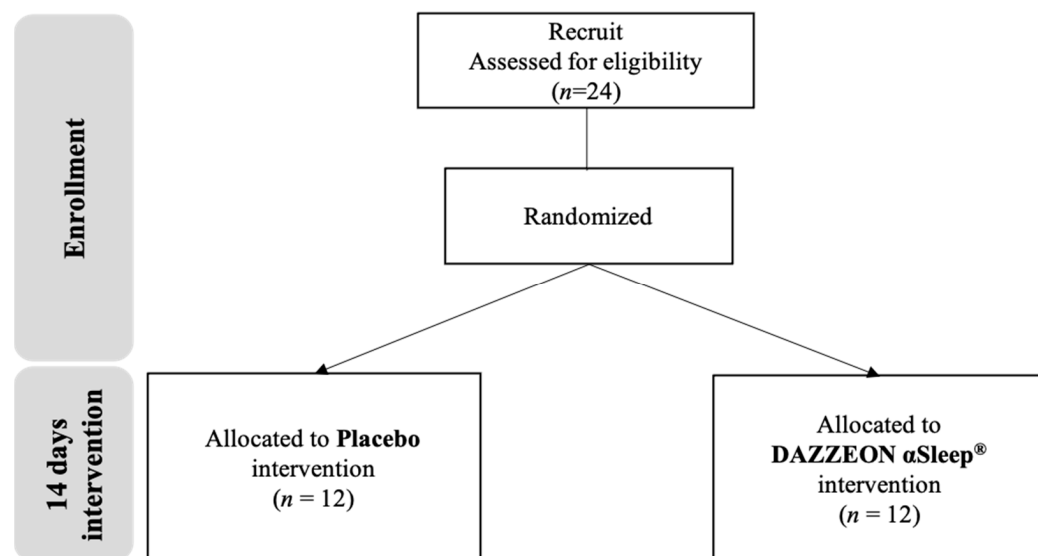 Enrollment
Recruit
Assessed for eligibility
(n=24)
Randomized
14 days
intervention
Allocated to Placebo
intervention
(n = 12)
Allocated to
DAZZEON αSleep®
intervention
(n = 12)